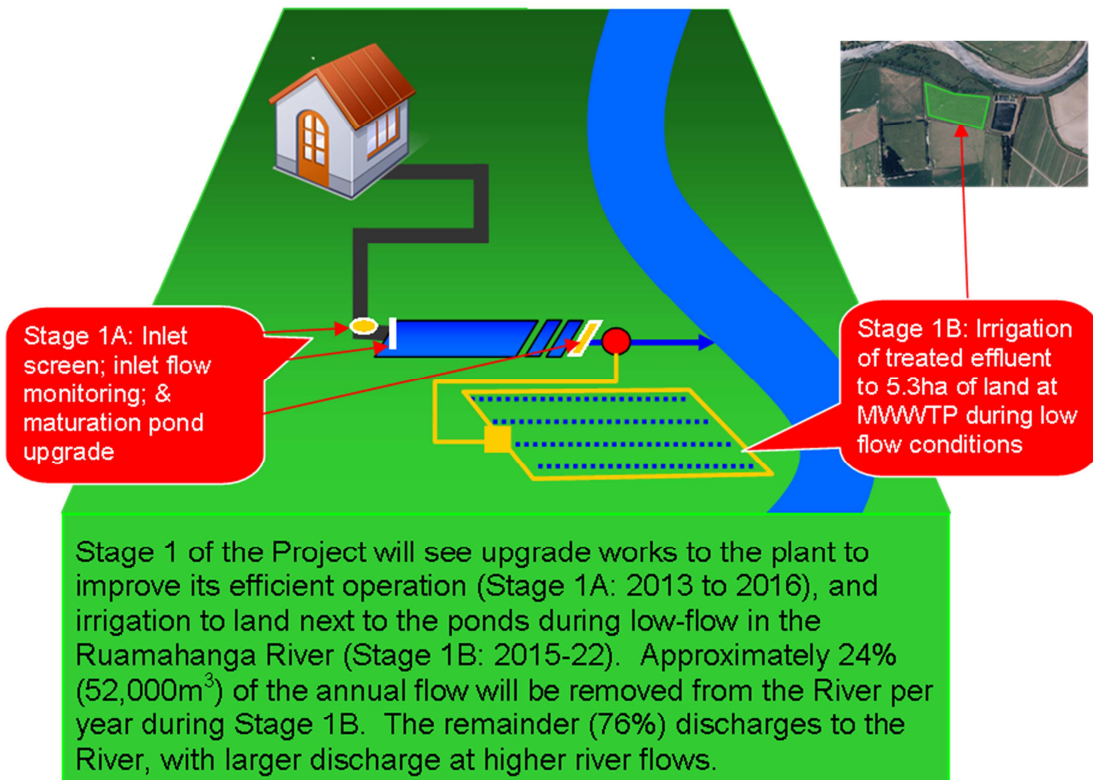 Stage 1A: Inlet
screen; inlet flow
monitoring; &
maturation pond
upgrade
Stage 1B: Irrigation
of treated effluent
to 5.3ha of land at
MWWTP during low
flow conditions
Stage 1 of the Project will see upgrade works to the plant to
improve its efficient operation (Stage 1A: 2013 to 2016), and
irrigation to land next to the ponds during low-flow in the
Ruamahanga River (Stage 1B: 2015-22).  Approximately 24%
(52,000m³) of the annual flow will be removed from the River per
year during Stage 1B.  The remainder (76%) discharges to the
River, with larger discharge at higher river flows.